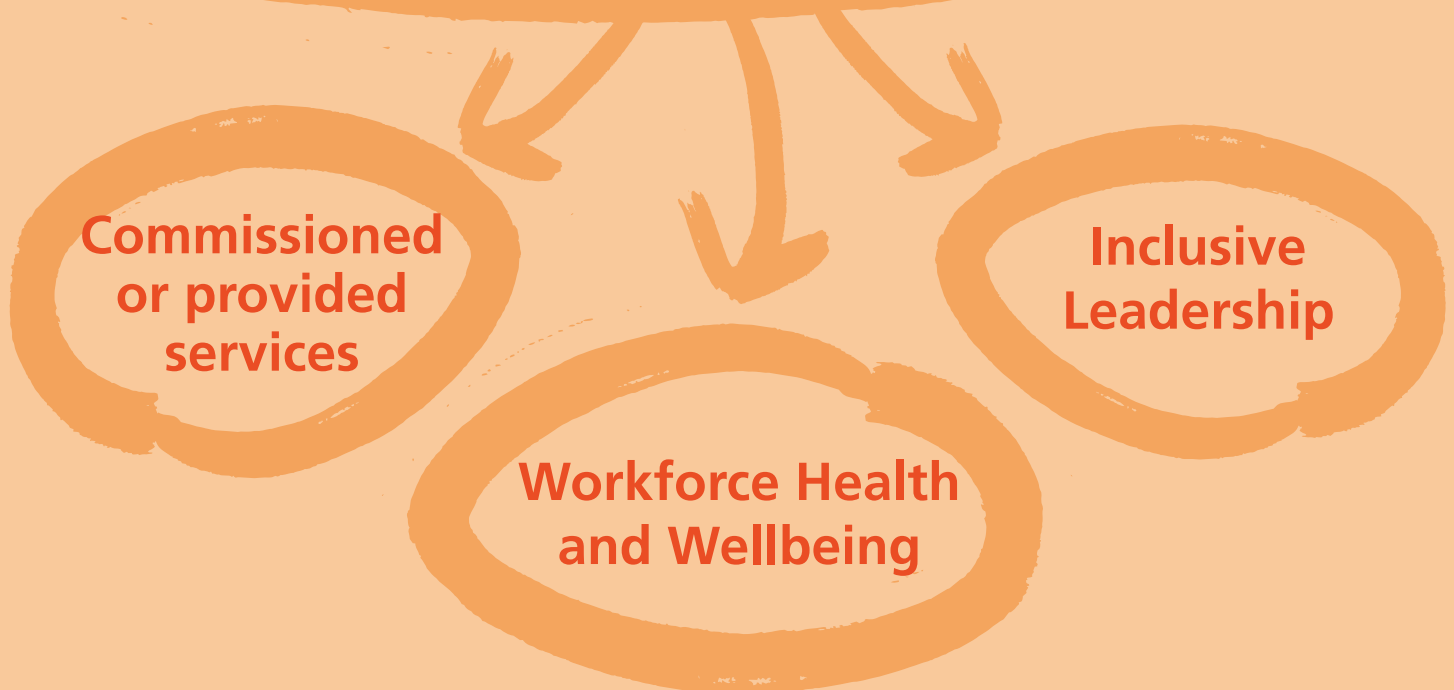 Commissioned
or provided
services
Inclusive
Leadership
Workforce Health
and Wellbeing